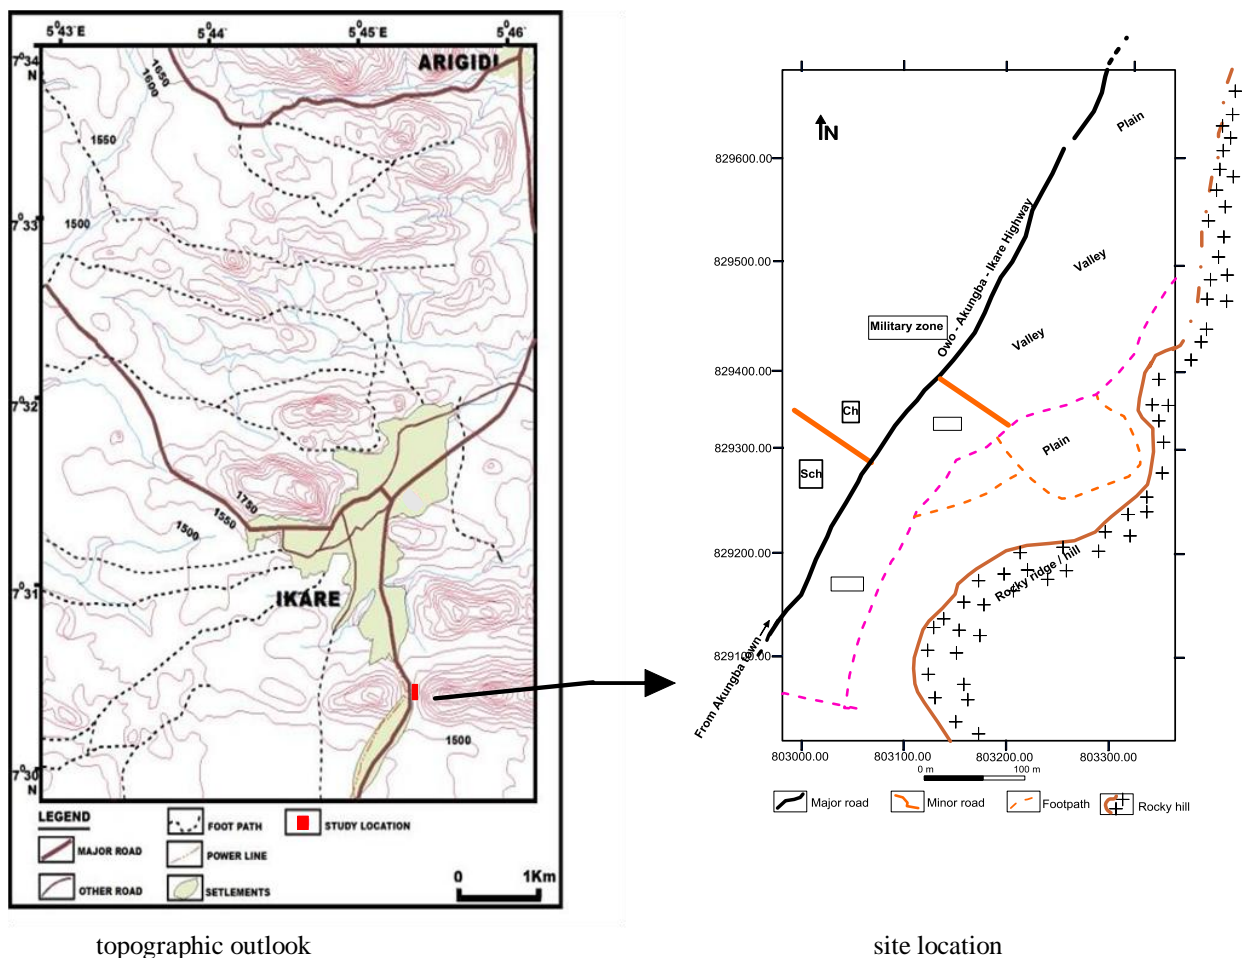 5°43'E
5°44'
5°45'E
5°46'
7°34'
N
ARIGIDI
1650
1600
1550
7°33'
1500
7°32'
1750
1550
1500
7°31'
IKARE
1500
7°30'
N
LEGEND
FOOT PATH
STUDY LOCATION
MAJOR ROAD
POWER LINE
OTHER ROAD
SETLEMENTS
0 1Km
topographic outlook
N
Plain
829600.00
Owo - Akungba - Ikare Highway
829500.00
Valley
Military zone
Valley
829400.00
Ch
829300.00
Plain
Sch
829200.00
Rocky ridge / hill
829100.00
From Akungba town
803000.00 803100.00 803200.00 803300.00
0 m 100 m
Major road
Minor road
Footpath
Rocky hill
site location